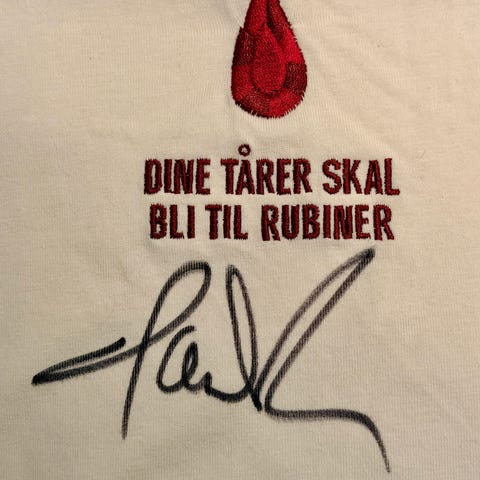 DINE TÅRER SKAL
BLI TIL RUBINER